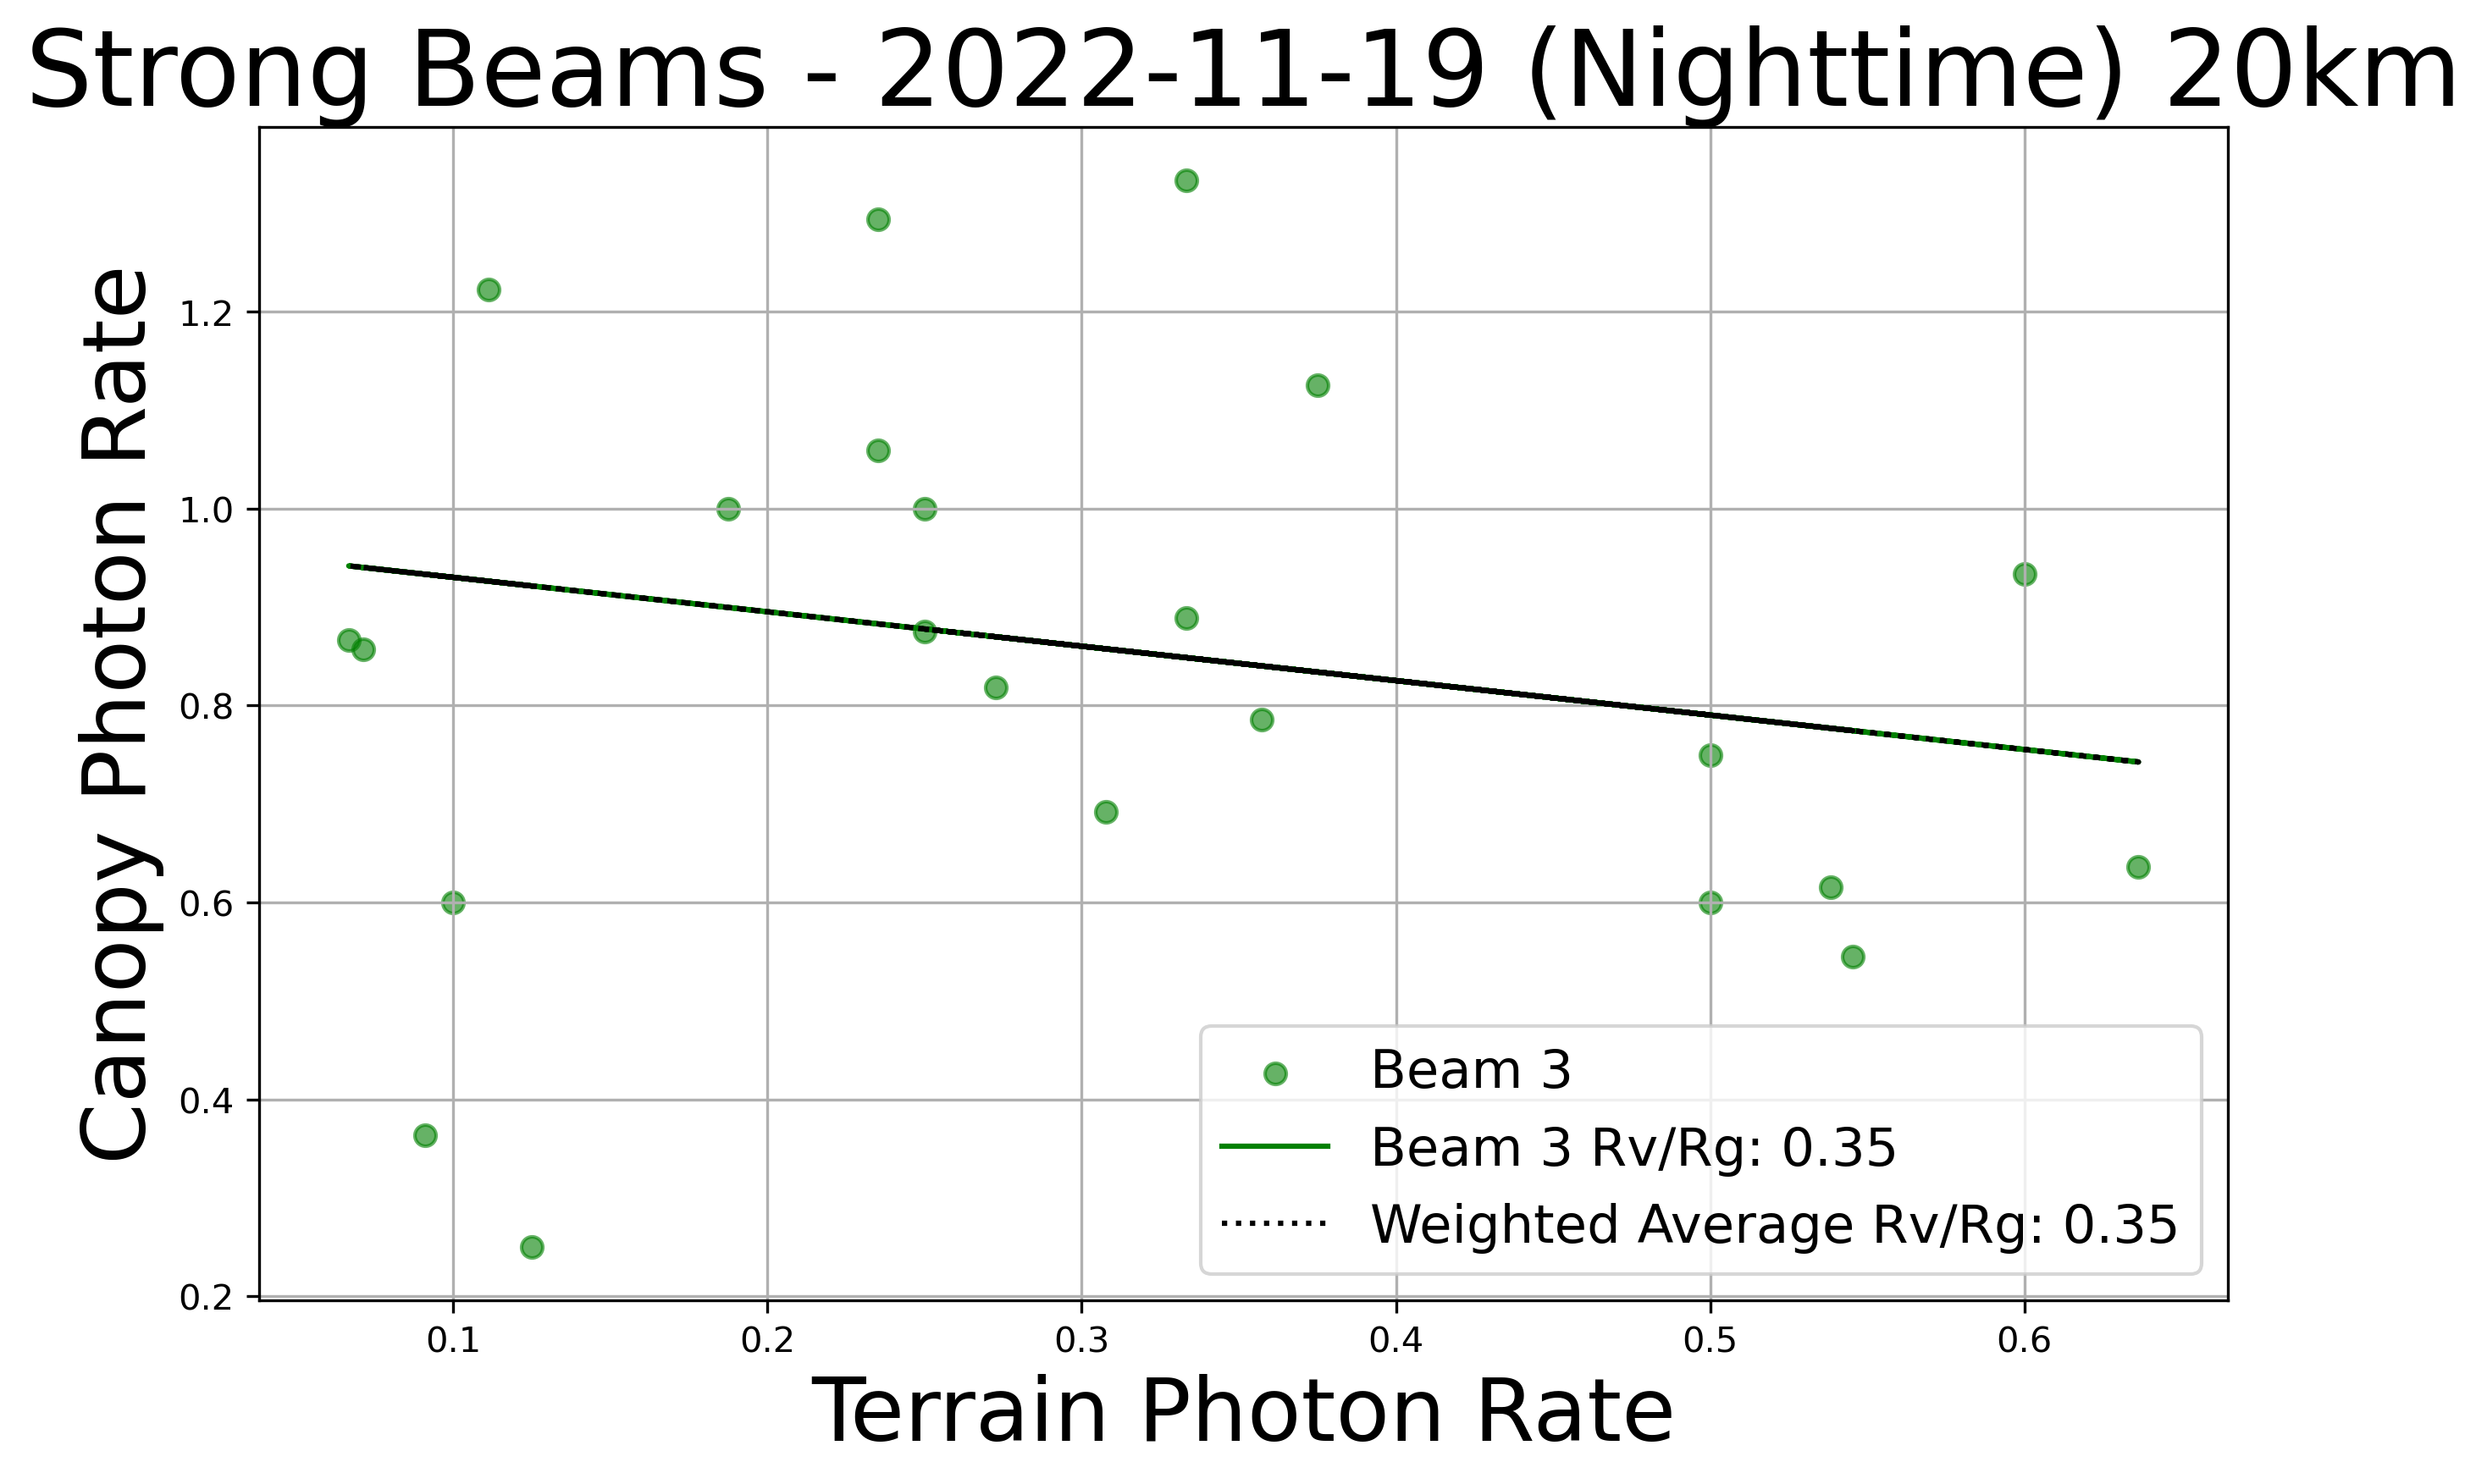 Strong Beams - 2022-11-19 (Nighttime) 20km
Canopy Photon Rate
1.2
1.0
0.8
0.6
0.4
0.2
0.1 0.2 0.3 0.4 0.5 0.6
Terrain Photon Rate
Beam 3
Beam 3 Rv/Rg: 0.35
Weighted Average Rv/Rg: 0.35